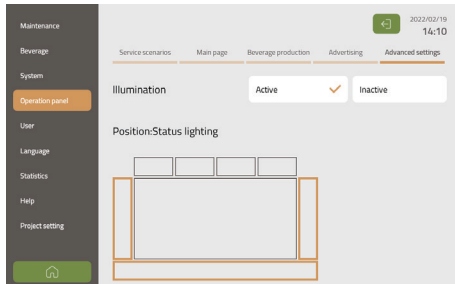 Maintenance
2022/02/19
14:10
Beverage
Service scenarios
Main page
Beverage production
Advertising
Advanced settings
System
Illumination
Active
Inactive
Operation panel
User
Position:Status lighting
Language
Statistics
Help
Project setting